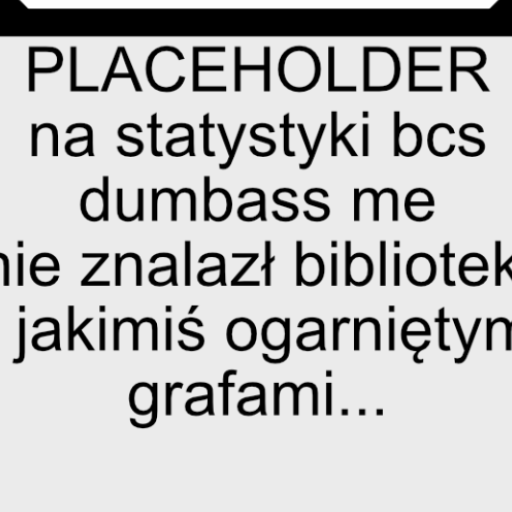 PLACEHOLDER
na statystyki bcs
dumbass me
nie znalazł bibliotek
jakimiś ogarniętym
grafami...